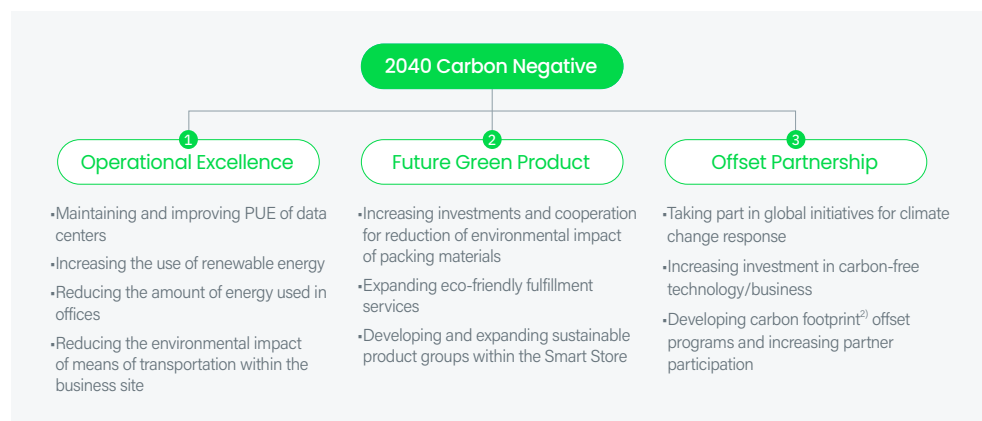 2040 Carbon Negative
1
Operational Excellence
▪Maintaining and improving PUE of data
centers
▪Increasing the use of renewable energy
▪Reducing the amount of energy used in
offices
▪Reducing the environmental impact
of means of transportation within the
business site
2
Future Green Product
▪Increasing investments and cooperation
for reduction of environmental impact
of packing materials
▪Expanding eco-friendly fulfillment
services
▪Developing and expanding sustainable
product groups within the Smart Store
3
Offset Partnership
▪Taking part in global initiatives for climate
change response
▪Increasing investment in carbon-free
technology/business
▪Developing carbon footprint2) offset
programs and increasing partner
participation